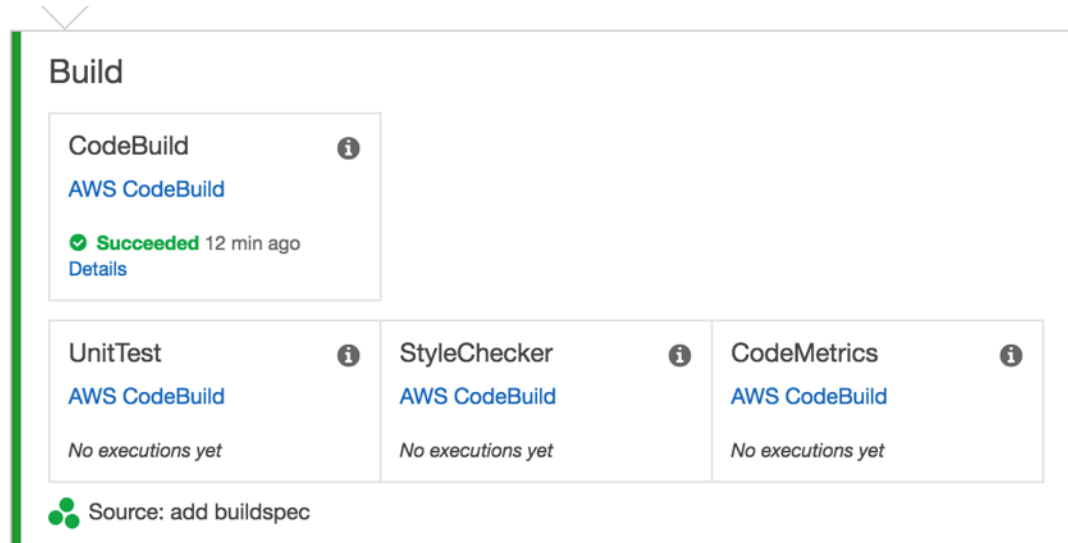 Build
CodeBuild
AWS CodeBuild
Succeeded 12 min ago
Details
UnitTest
AWS CodeBuild
No executions yet
StyleChecker
AWS CodeBuild
No executions yet
CodeMetrics
AWS CodeBuild
No executions yet
Source: add buildspec